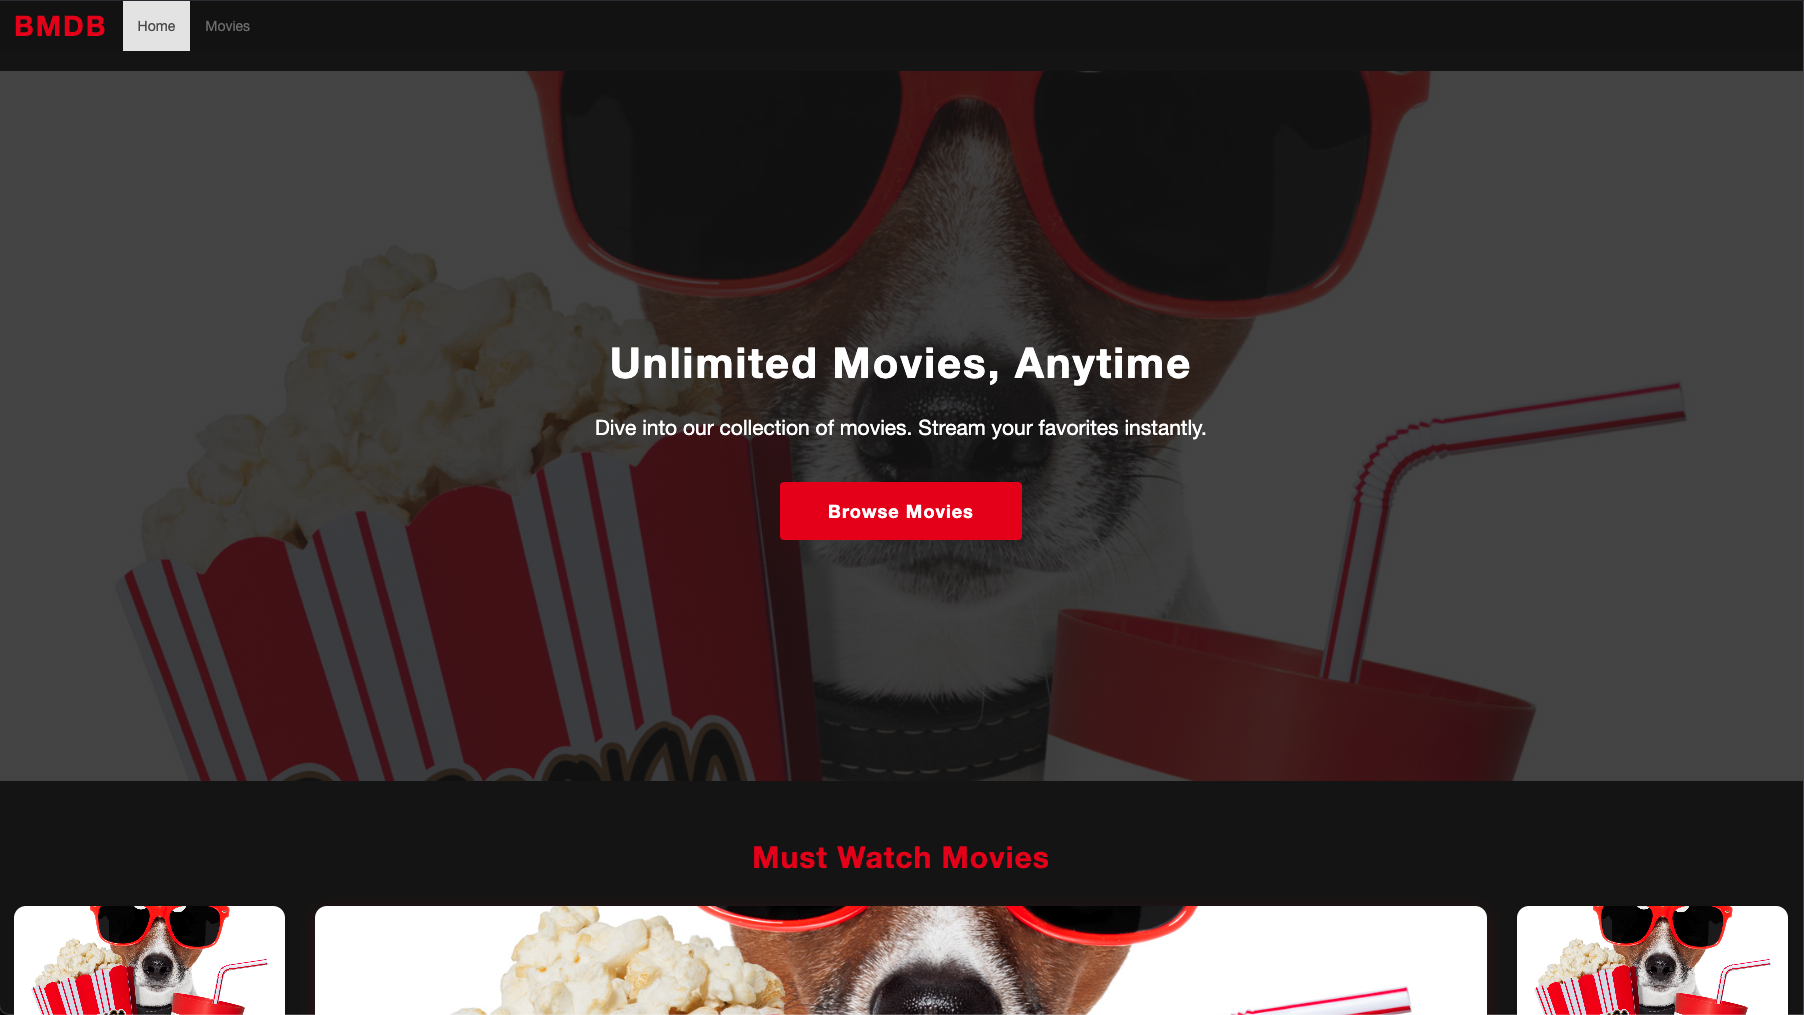 BMDB
Home
Movies
Unlimited Movies, Anytime
Dive into our collection of movies. Stream your favorites instantly.
Browse Movies
Must Watch Movies